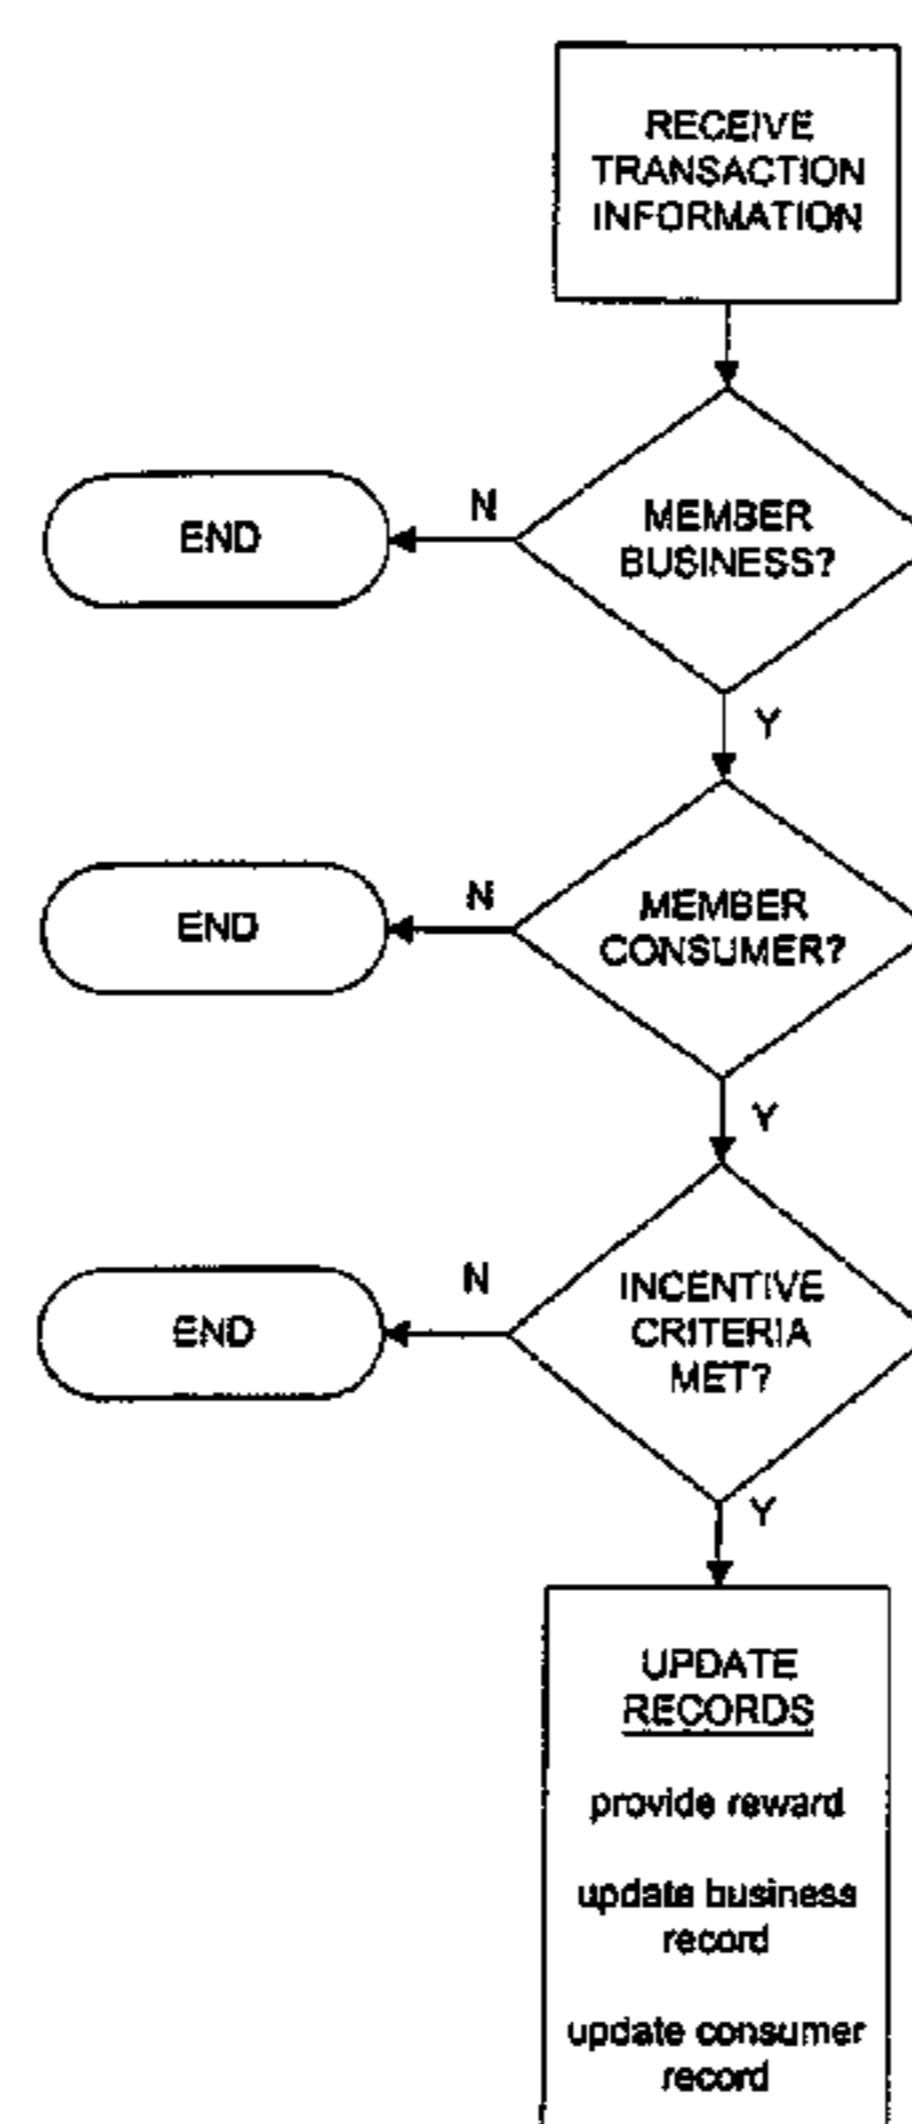 RECEIVE
TRANSACTION
INFORMATION
N
MEMBER
BUSINESS?
END
Y
N
MEMBER
CONSUMER?
END
Y
N
INCENTIVE
CRITERIA
MET?
END
Y
UPDATE
RECORDS
provide reward
update business
record
update consumer
record